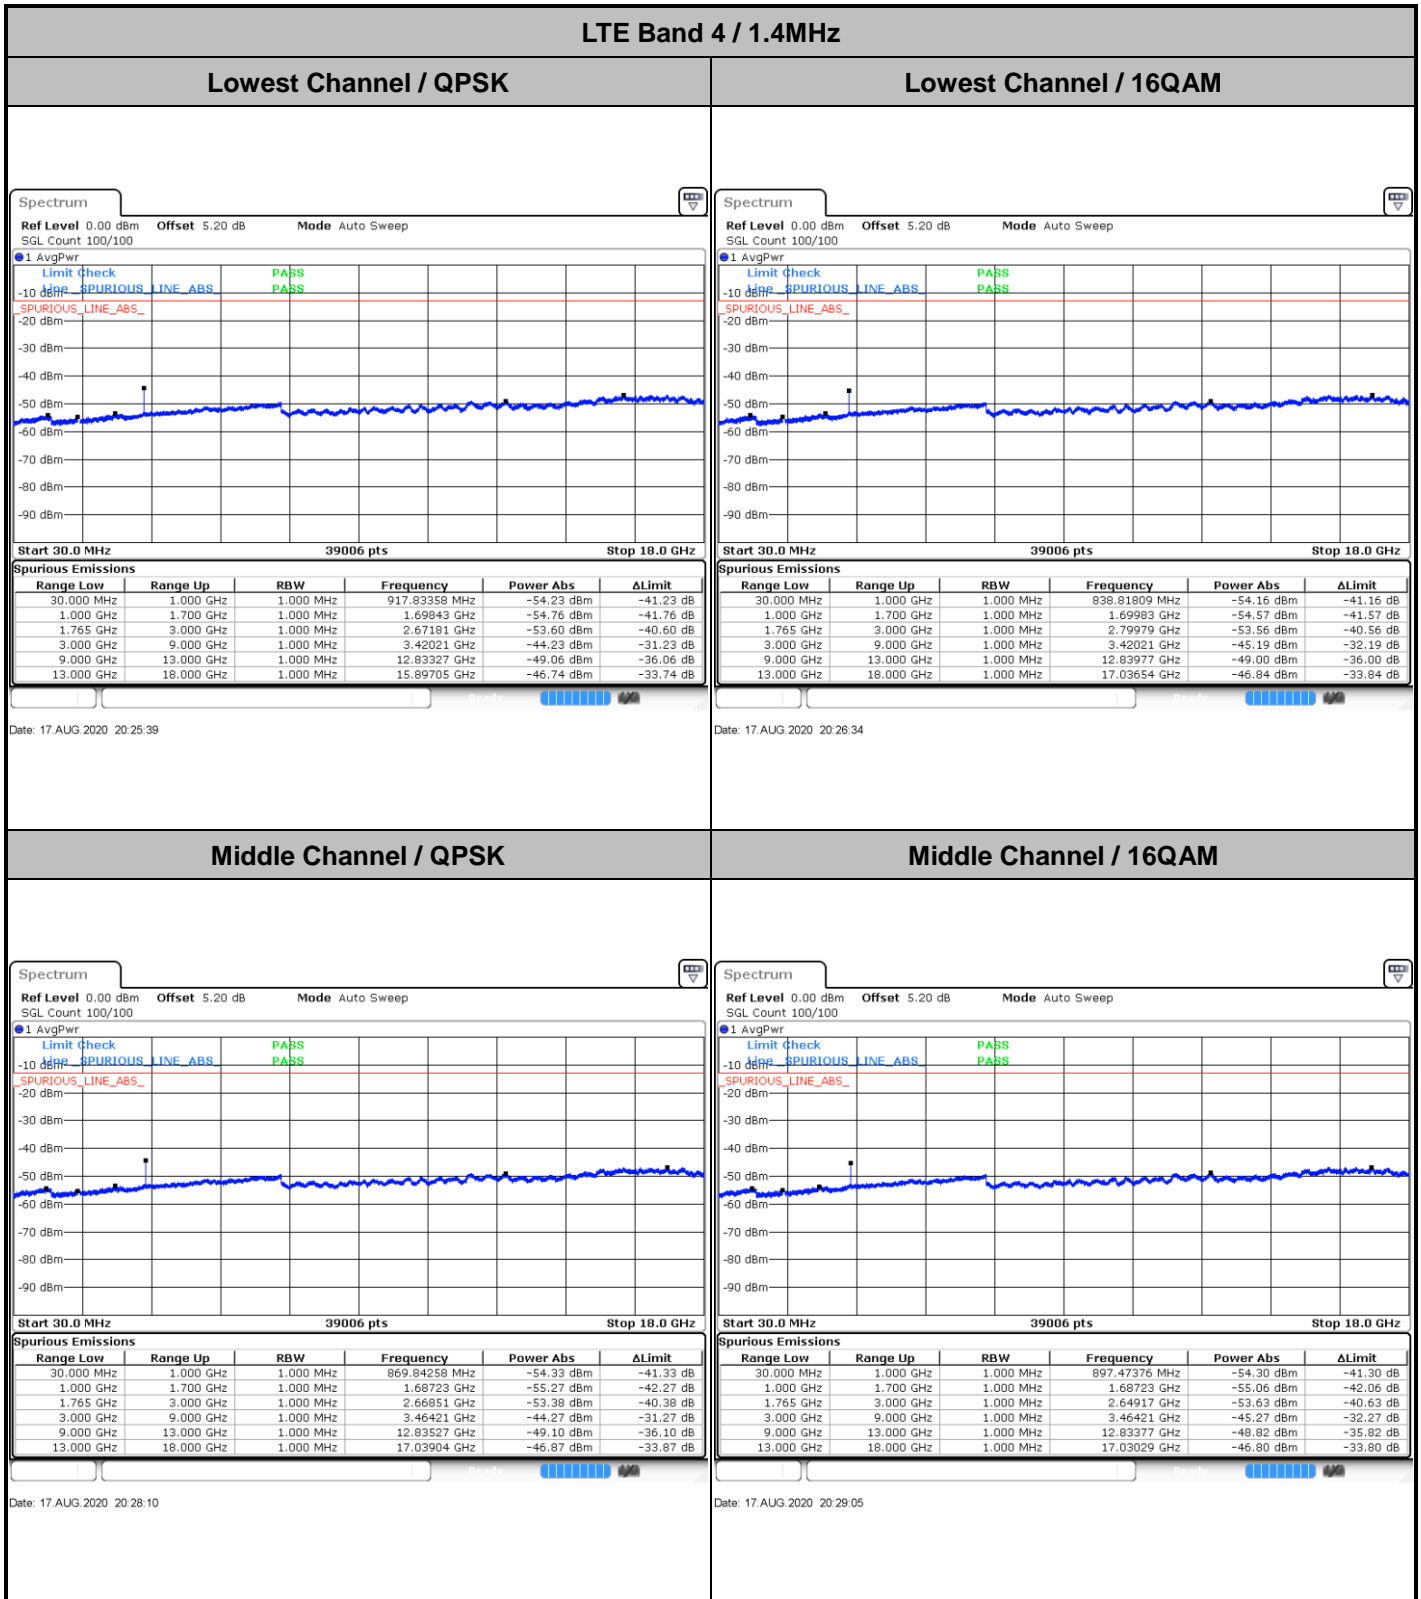 LTE Band 4 / 1.4MHz
Lowest Channel / QPSK
Lowest Channel / 16QAM
Spectrum
Ref Level 0.00 dBm Offset 5.20 dB Mode Auto Sweep
SGL Count 100/100
1 AvgPwr
Limit Check PASS
Line _SPURIOUS_LINE_ABS_ PASS
-10 dBm
_SPURIOUS_LINE_ABS_
-20 dBm
-30 dBm
-40 dBm
-50 dBm
-60 dBm
-70 dBm
-80 dBm
-90 dBm
Start 30.0 MHz 39006 pts Stop 18.0 GHz
Spurious Emissions
Range Low Range Up RBW Frequency Power Abs ΔLimit
30.000 MHz 1.000 GHz 1.000 MHz 917.83358 MHz -54.23 dBm -41.23 dB
1.000 GHz 1.700 GHz 1.000 MHz 1.69843 GHz -54.76 dBm -41.76 dB
1.765 GHz 3.000 GHz 1.000 MHz 2.67181 GHz -53.60 dBm -40.60 dB
3.000 GHz 9.000 GHz 1.000 MHz 3.42021 GHz -44.23 dBm -31.23 dB
9.000 GHz 13.000 GHz 1.000 MHz 12.83327 GHz -49.06 dBm -36.06 dB
13.000 GHz 18.000 GHz 1.000 MHz 15.89705 GHz -46.74 dBm -33.74 dB
Date: 17.AUG.2020 20:25:39
Spectrum
Ref Level 0.00 dBm Offset 5.20 dB Mode Auto Sweep
SGL Count 100/100
1 AvgPwr
Limit Check PASS
Line _SPURIOUS_LINE_ABS_ PASS
-10 dBm
_SPURIOUS_LINE_ABS_
-20 dBm
-30 dBm
-40 dBm
-50 dBm
-60 dBm
-70 dBm
-80 dBm
-90 dBm
Start 30.0 MHz 39006 pts Stop 18.0 GHz
Spurious Emissions
Range Low Range Up RBW Frequency Power Abs ΔLimit
30.000 MHz 1.000 GHz 1.000 MHz 838.81809 MHz -54.16 dBm -41.16 dB
1.000 GHz 1.700 GHz 1.000 MHz 1.69983 GHz -54.57 dBm -41.57 dB
1.765 GHz 3.000 GHz 1.000 MHz 2.79979 GHz -53.56 dBm -40.56 dB
3.000 GHz 9.000 GHz 1.000 MHz 3.42021 GHz -45.19 dBm -32.19 dB
9.000 GHz 13.000 GHz 1.000 MHz 12.83977 GHz -49.00 dBm -36.00 dB
13.000 GHz 18.000 GHz 1.000 MHz 17.03654 GHz -46.84 dBm -33.84 dB
Date: 17.AUG.2020 20:26:34
Middle Channel / QPSK
Middle Channel / 16QAM
Spectrum
Ref Level 0.00 dBm Offset 5.20 dB Mode Auto Sweep
SGL Count 100/100
1 AvgPwr
Limit Check PASS
Line _SPURIOUS_LINE_ABS_ PASS
-10 dBm
_SPURIOUS_LINE_ABS_
-20 dBm
-30 dBm
-40 dBm
-50 dBm
-60 dBm
-70 dBm
-80 dBm
-90 dBm
Start 30.0 MHz 39006 pts Stop 18.0 GHz
Spurious Emissions
Range Low Range Up RBW Frequency Power Abs ΔLimit
30.000 MHz 1.000 GHz 1.000 MHz 869.84258 MHz -54.33 dBm -41.33 dB
1.000 GHz 1.700 GHz 1.000 MHz 1.68723 GHz -55.27 dBm -42.27 dB
1.765 GHz 3.000 GHz 1.000 MHz 2.66851 GHz -53.38 dBm -40.38 dB
3.000 GHz 9.000 GHz 1.000 MHz 3.46421 GHz -44.27 dBm -31.27 dB
9.000 GHz 13.000 GHz 1.000 MHz 12.83527 GHz -49.10 dBm -36.10 dB
13.000 GHz 18.000 GHz 1.000 MHz 17.03904 GHz -46.87 dBm -33.87 dB
Date: 17.AUG.2020 20:28:10
Spectrum
Ref Level 0.00 dBm Offset 5.20 dB Mode Auto Sweep
SGL Count 100/100
1 AvgPwr
Limit Check PASS
Line _SPURIOUS_LINE_ABS_ PASS
-10 dBm
_SPURIOUS_LINE_ABS_
-20 dBm
-30 dBm
-40 dBm
-50 dBm
-60 dBm
-70 dBm
-80 dBm
-90 dBm
Start 30.0 MHz 39006 pts Stop 18.0 GHz
Spurious Emissions
Range Low Range Up RBW Frequency Power Abs ΔLimit
30.000 MHz 1.000 GHz 1.000 MHz 897.47376 MHz -54.30 dBm -41.30 dB
1.000 GHz 1.700 GHz 1.000 MHz 1.68723 GHz -55.06 dBm -42.06 dB
1.765 GHz 3.000 GHz 1.000 MHz 2.64917 GHz -53.63 dBm -40.63 dB
3.000 GHz 9.000 GHz 1.000 MHz 3.46421 GHz -45.27 dBm -32.27 dB
9.000 GHz 13.000 GHz 1.000 MHz 12.83377 GHz -48.82 dBm -35.82 dB
13.000 GHz 18.000 GHz 1.000 MHz 17.03029 GHz -46.80 dBm -33.80 dB
Date: 17.AUG.2020 20:29:05